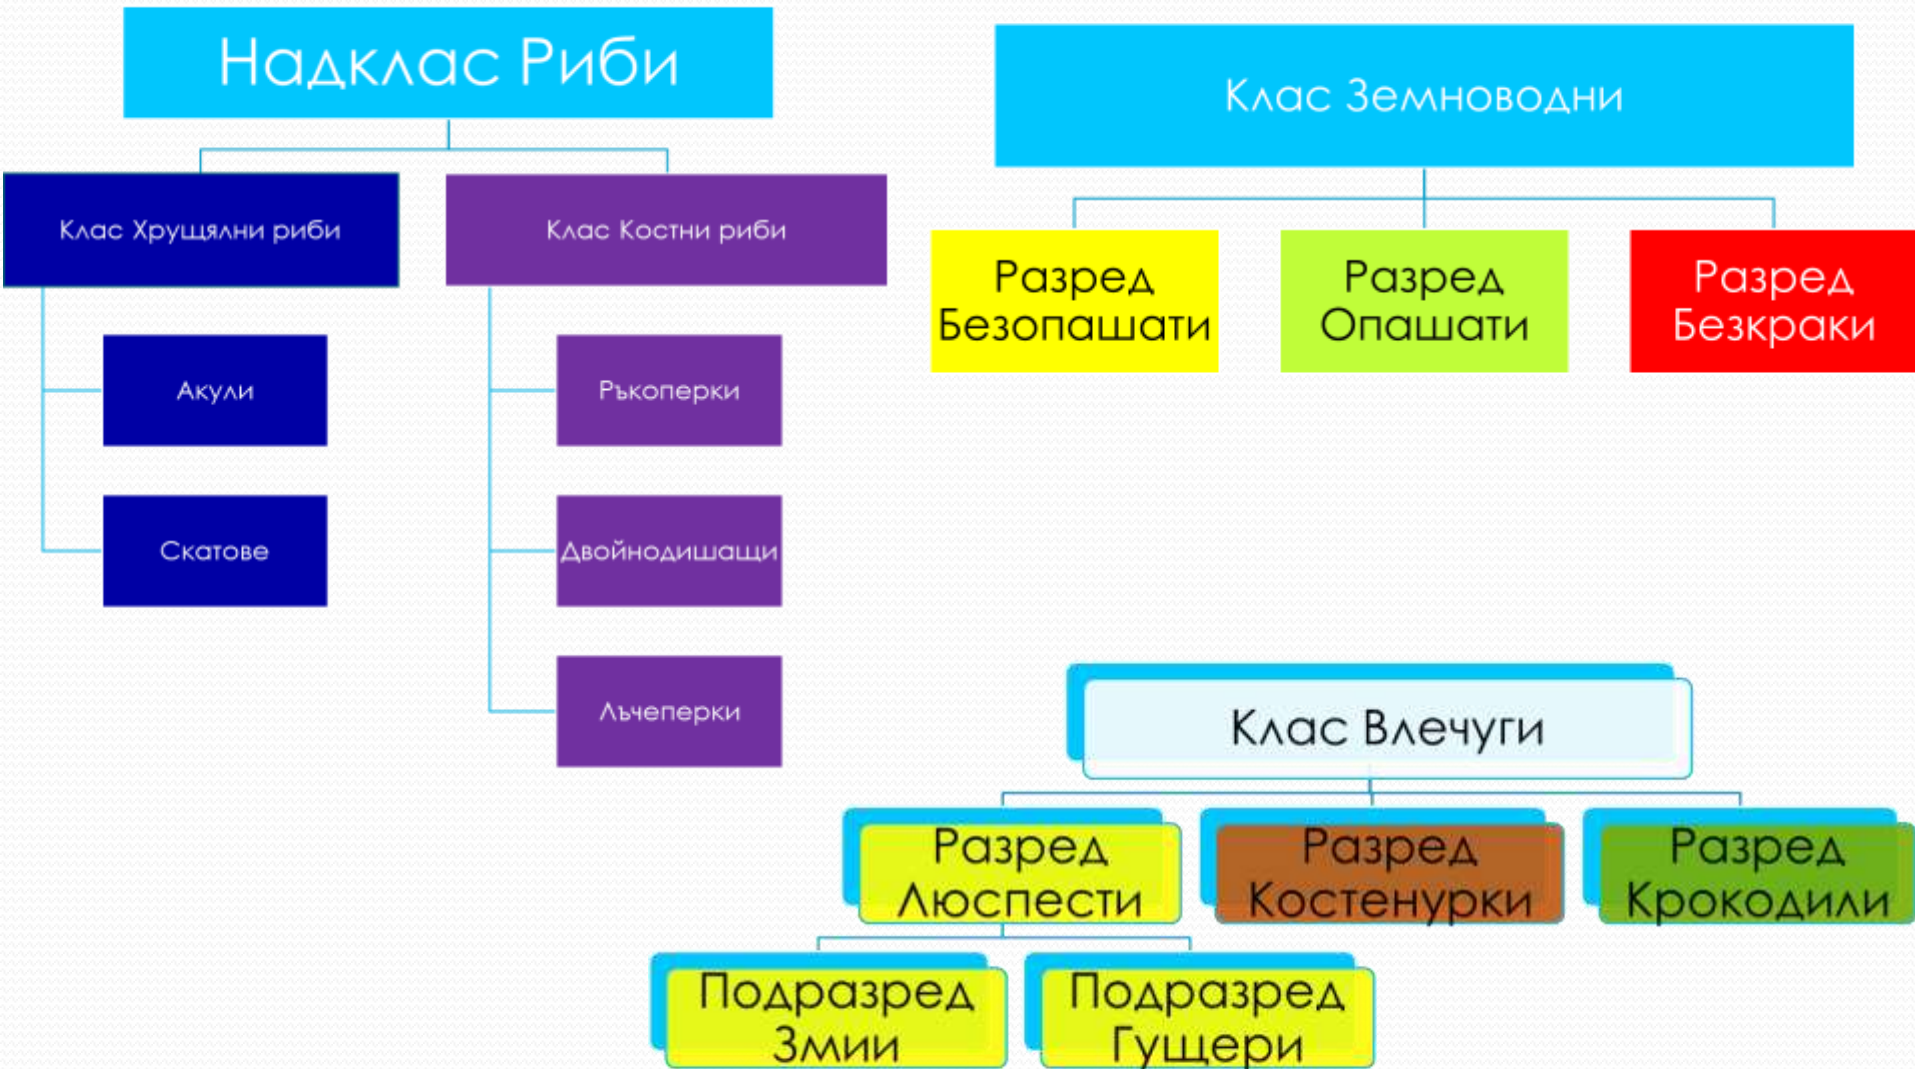 Надклас Риби
Клас Хрущялни риби
Акули
Скатове
Клас Костни риби
Ръкоперки
Двойнодишащи
Лъчеперки
Клас Земноводни
Разред
Безопашати
Разред
Опашати
Разред
Безкраки
Клас Влечуги
Разред
Люспести
Подразред
Змии
Подразред
Гущери
Разред
Костенурки
Разред
Крокодили